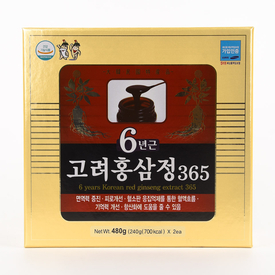 6년근
고려홍삼정365
6 years Korean red ginseng extract 365
면역력 증진 · 피로개선 · 혈소판 응집억제를 통한 혈액흐름 ·
기억력 개선 · 항산화에 도움을 줄 수 있음
Net WT. 480g (240g(700kcal) X 2ea